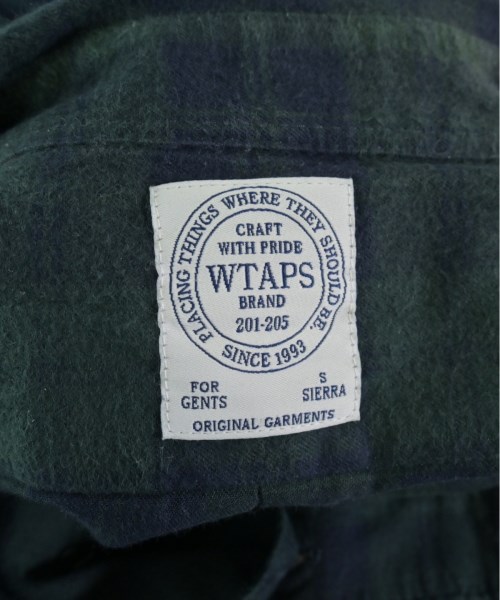 PLACING THINGS WHERE THEY SHOULD BE.
CRAFT
WITH PRIDE
WTAPS
BRAND
201-205
SINCE 1993
FOR
GENTS
S
SIERRA
ORIGINAL GARMENTS